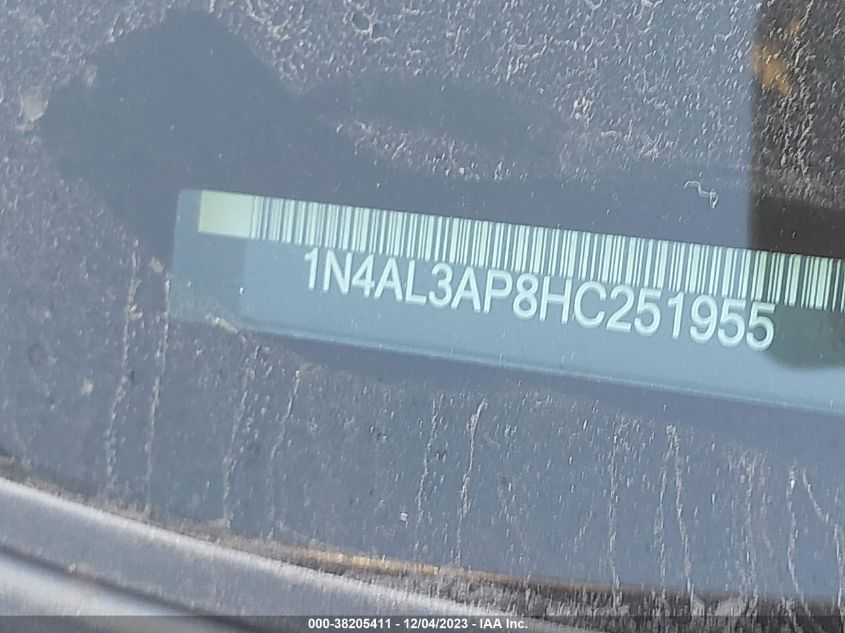 1N4AL3AP8HC251955
000-38205411 - 12/04/2023 - IAA Inc.